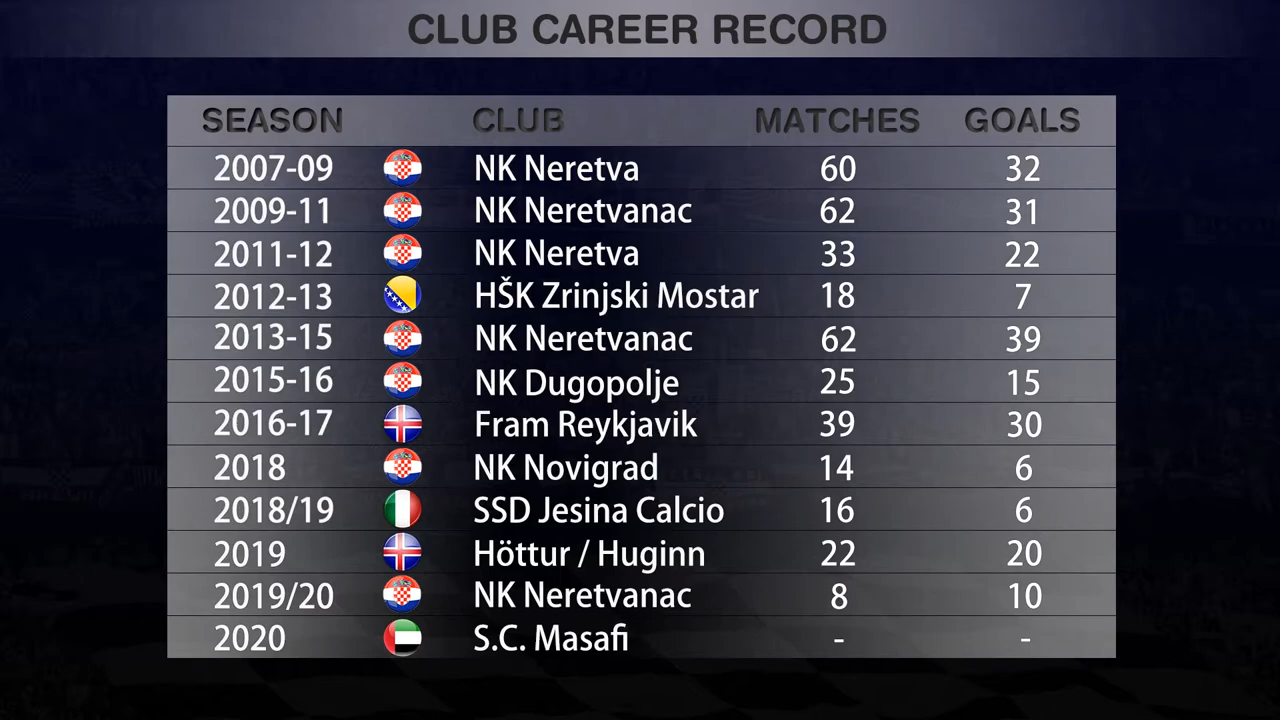 CLUB CAREER RECORD
SEASON CLUB MATCHES GOALS
2007-09 NK Neretva 60 32
2009-11 NK Neretvanac 62 31
2011-12 NK Neretva 33 22
2012-13 HŠK Zrinjski Mostar 18 7
2013-15 NK Neretvanac 62 39
2015-16 NK Dugopolje 25 15
2016-17 Fram Reykjavik 39 30
2018 NK Novigrad 14 6
2018/19 SSD Jesina Calcio 16 6
2019 Höttur / Huginn 22 20
2019/20 NK Neretvanac 8 10
2020 S.C. Masafi - -